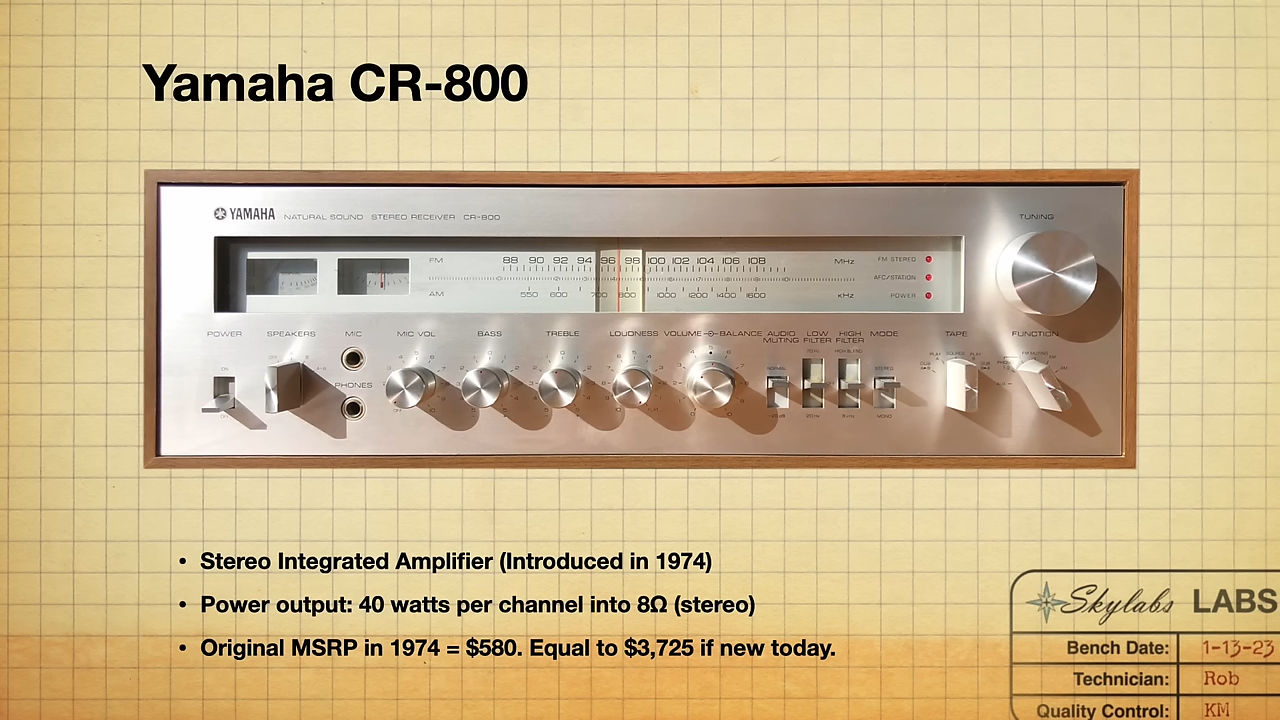 Yamaha CR-800
YAMAHA NATURAL SOUND STEREO RECEIVER CR-800
TUNING
FM 88 90 92 94 96 98 100 102 104 106 108 MHz
FM STEREO
AFC/STATION
AM 550 600 700 800 1000 1200 1400 1600 KHz
POWER
POWER SPEAKERS MIC MIC VOL BASS TREBLE LOUDNESS VOLUME BALANCE AUDIO MUTING LOW FILTER HIGH FILTER MODE TAPE FUNCTION
PHONES
• Stereo Integrated Amplifier (Introduced in 1974)
• Power output: 40 watts per channel into 8Ω (stereo)
• Original MSRP in 1974 = $580. Equal to $3,725 if new today.
Skylabs LABS
Bench Date: 1-13-23
Technician: Rob
Quality Control: KM